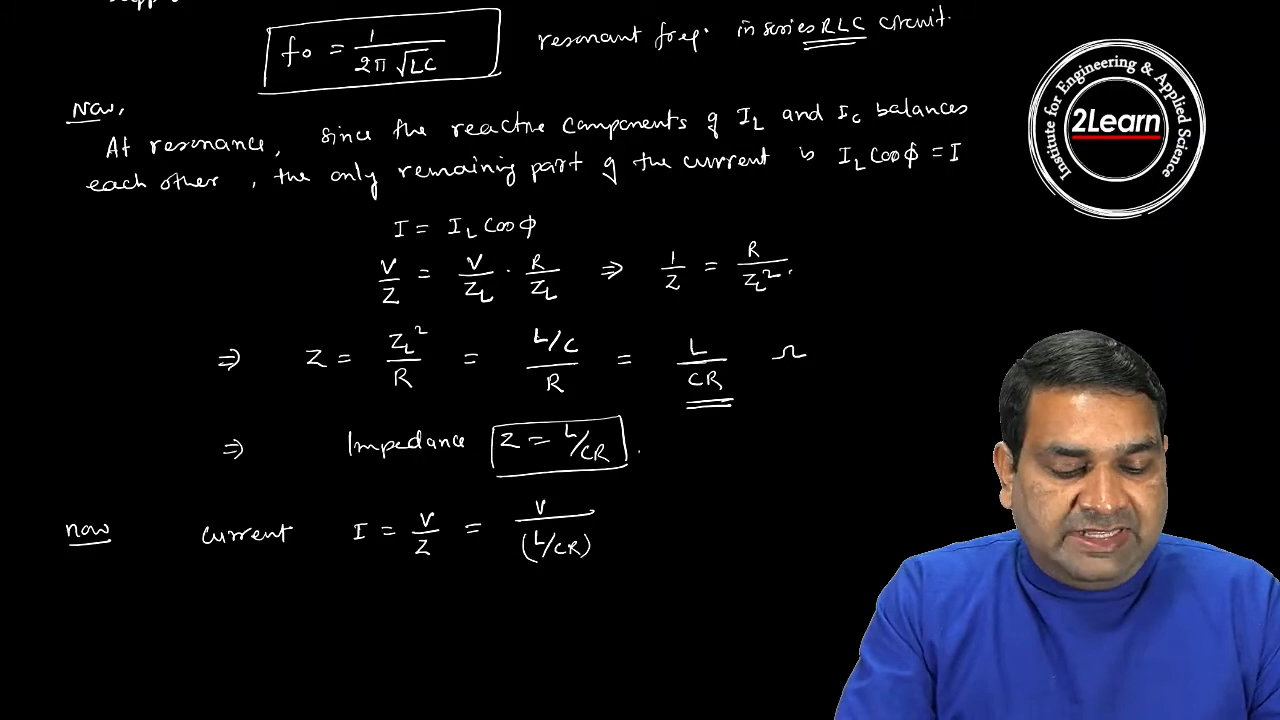 f₀ = 1 / 2π √LC resonant freq. in series RLC circuit.
Now,
At resonance, since the reactive components of I_L and I_C balances
each other, the only remaining part of the current is I_L Cosφ = I
I = I_L Cosφ
V/Z = V/Z_L · R/Z_L ⇒ 1/Z = R/Z_L².
⇒ Z = Z_L²/R = (L/C)/R = L/CR Ω
⇒ Impedance Z = L/CR.
now current I = V/Z = V/(L/CR)
Institute for Engineering & Applied Science
2Learn